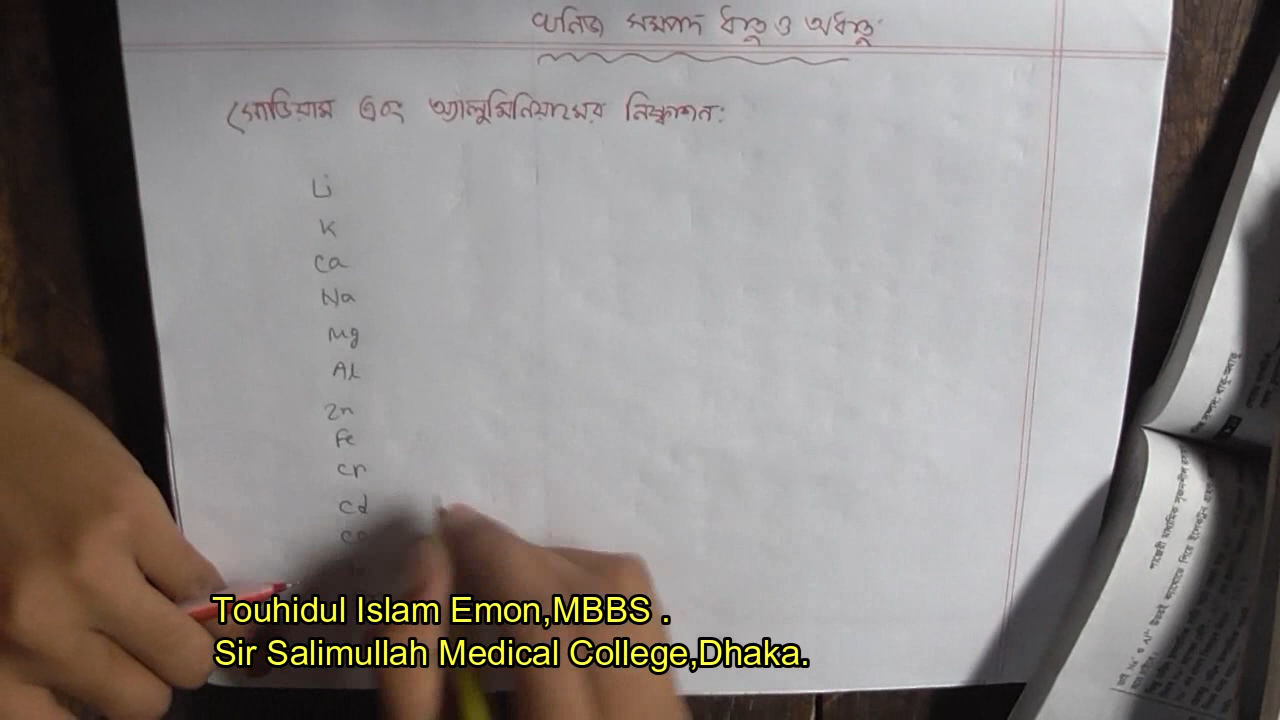 খনিজ সম্পদ ধাতু ও অধাতু
সোডিয়াম এবং অ্যালুমিনিয়ামের নিষ্কাশন:
Li
K
Ca
Na
Mg
Al
Zn
Fe
Cr
Cd
Co
Touhidul Islam Emon,MBBS .
Sir Salimullah Medical College,Dhaka.